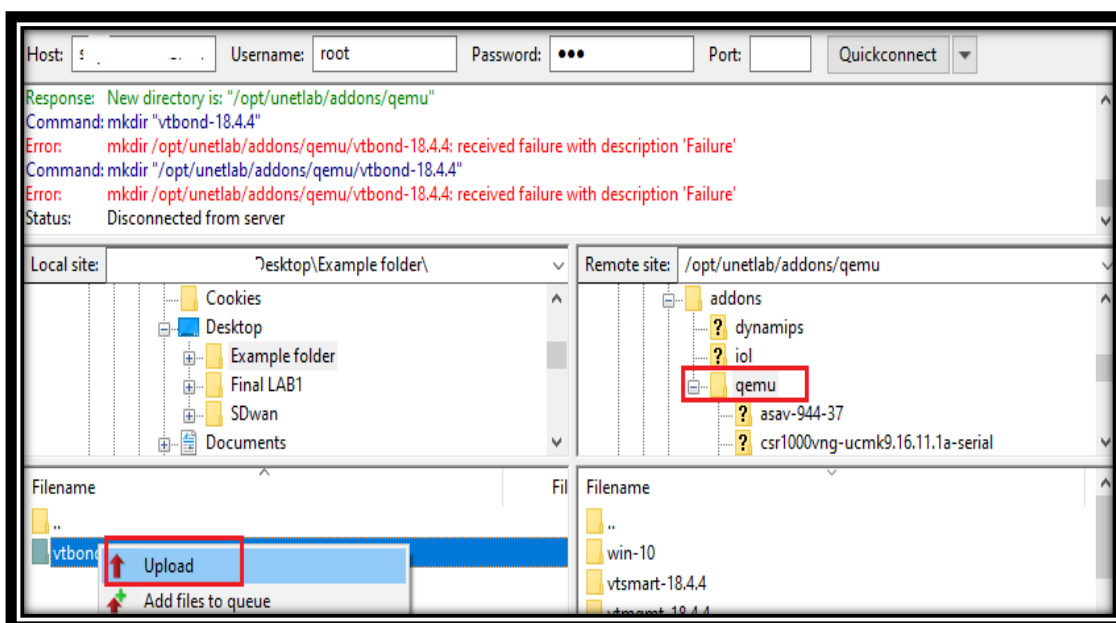 Host: Username: root Password: ●●● Port: Quickconnect
Response: New directory is: "/opt/unetlab/addons/qemu"
Command: mkdir "vtbond-18.4.4"
Error: mkdir /opt/unetlab/addons/qemu/vtbond-18.4.4: received failure with description 'Failure'
Command: mkdir "/opt/unetlab/addons/qemu/vtbond-18.4.4"
Error: mkdir /opt/unetlab/addons/qemu/vtbond-18.4.4: received failure with description 'Failure'
Status: Disconnected from server
Local site: Desktop\Example folder\
Cookies
Desktop
Example folder
Final LAB1
SDwan
Documents
Remote site: /opt/unetlab/addons/qemu
addons
? dynamips
? iol
qemu
? asav-944-37
? csr1000vng-ucmk9.16.11.1a-serial
Filename Fil
..
vtbond
Upload
Add files to queue
Filename
..
win-10
vtsmart-18.4.4
vtmgmt-18.4.4